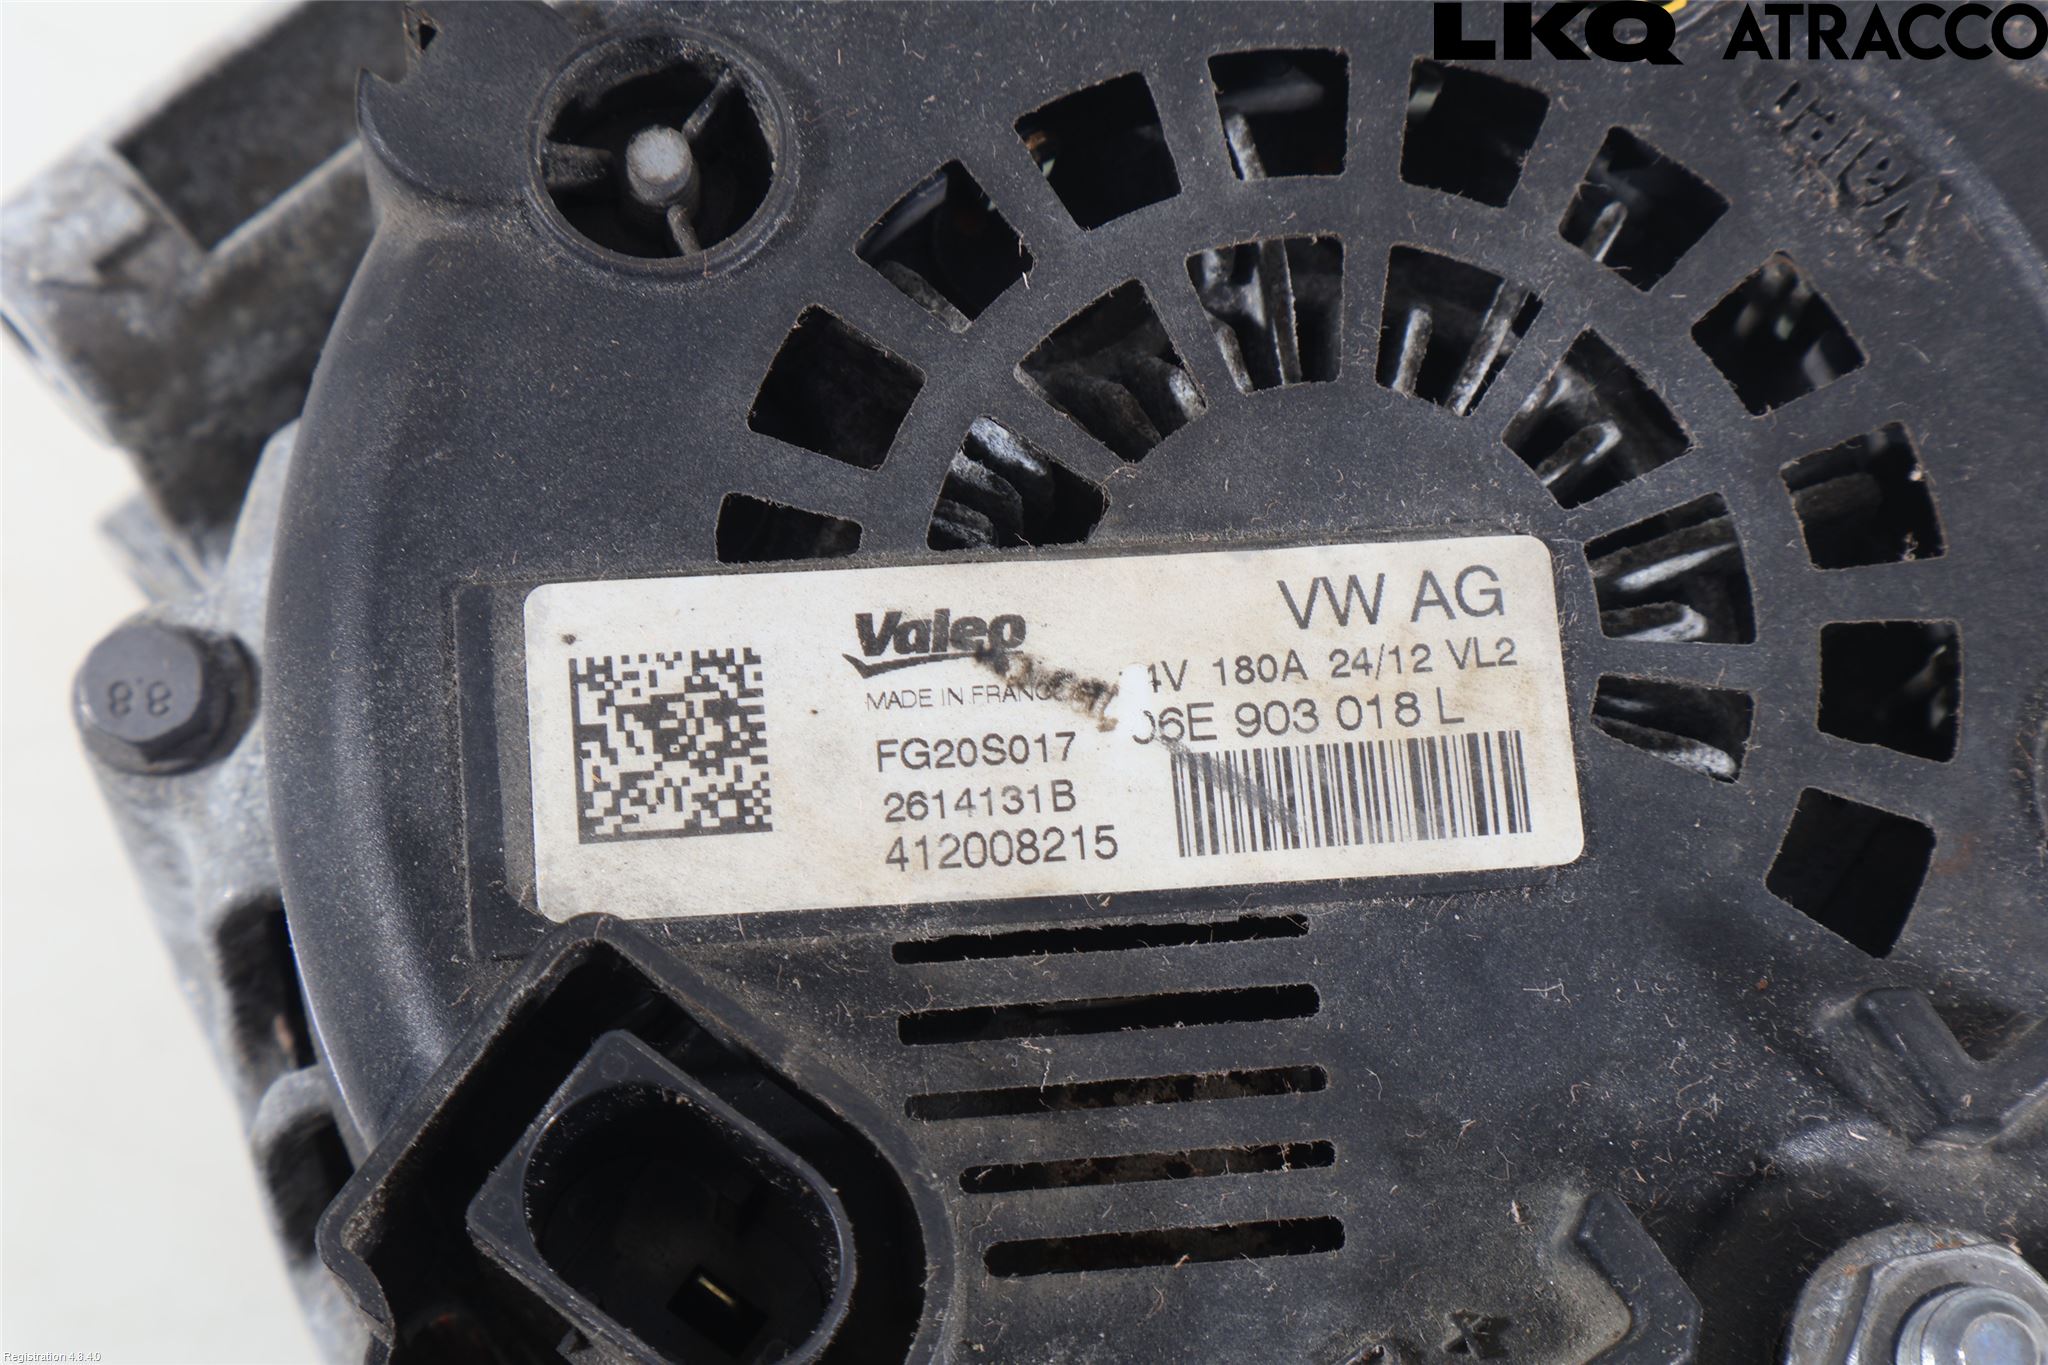 LKQ ATRACCO
Valeo
8.8
Valeo
MADE IN FRANC
VW AG
4V 180A 24/12 VL2
06E 903 018 L
FG20S017
2614131B
412008215
Registration 4.8.4.0